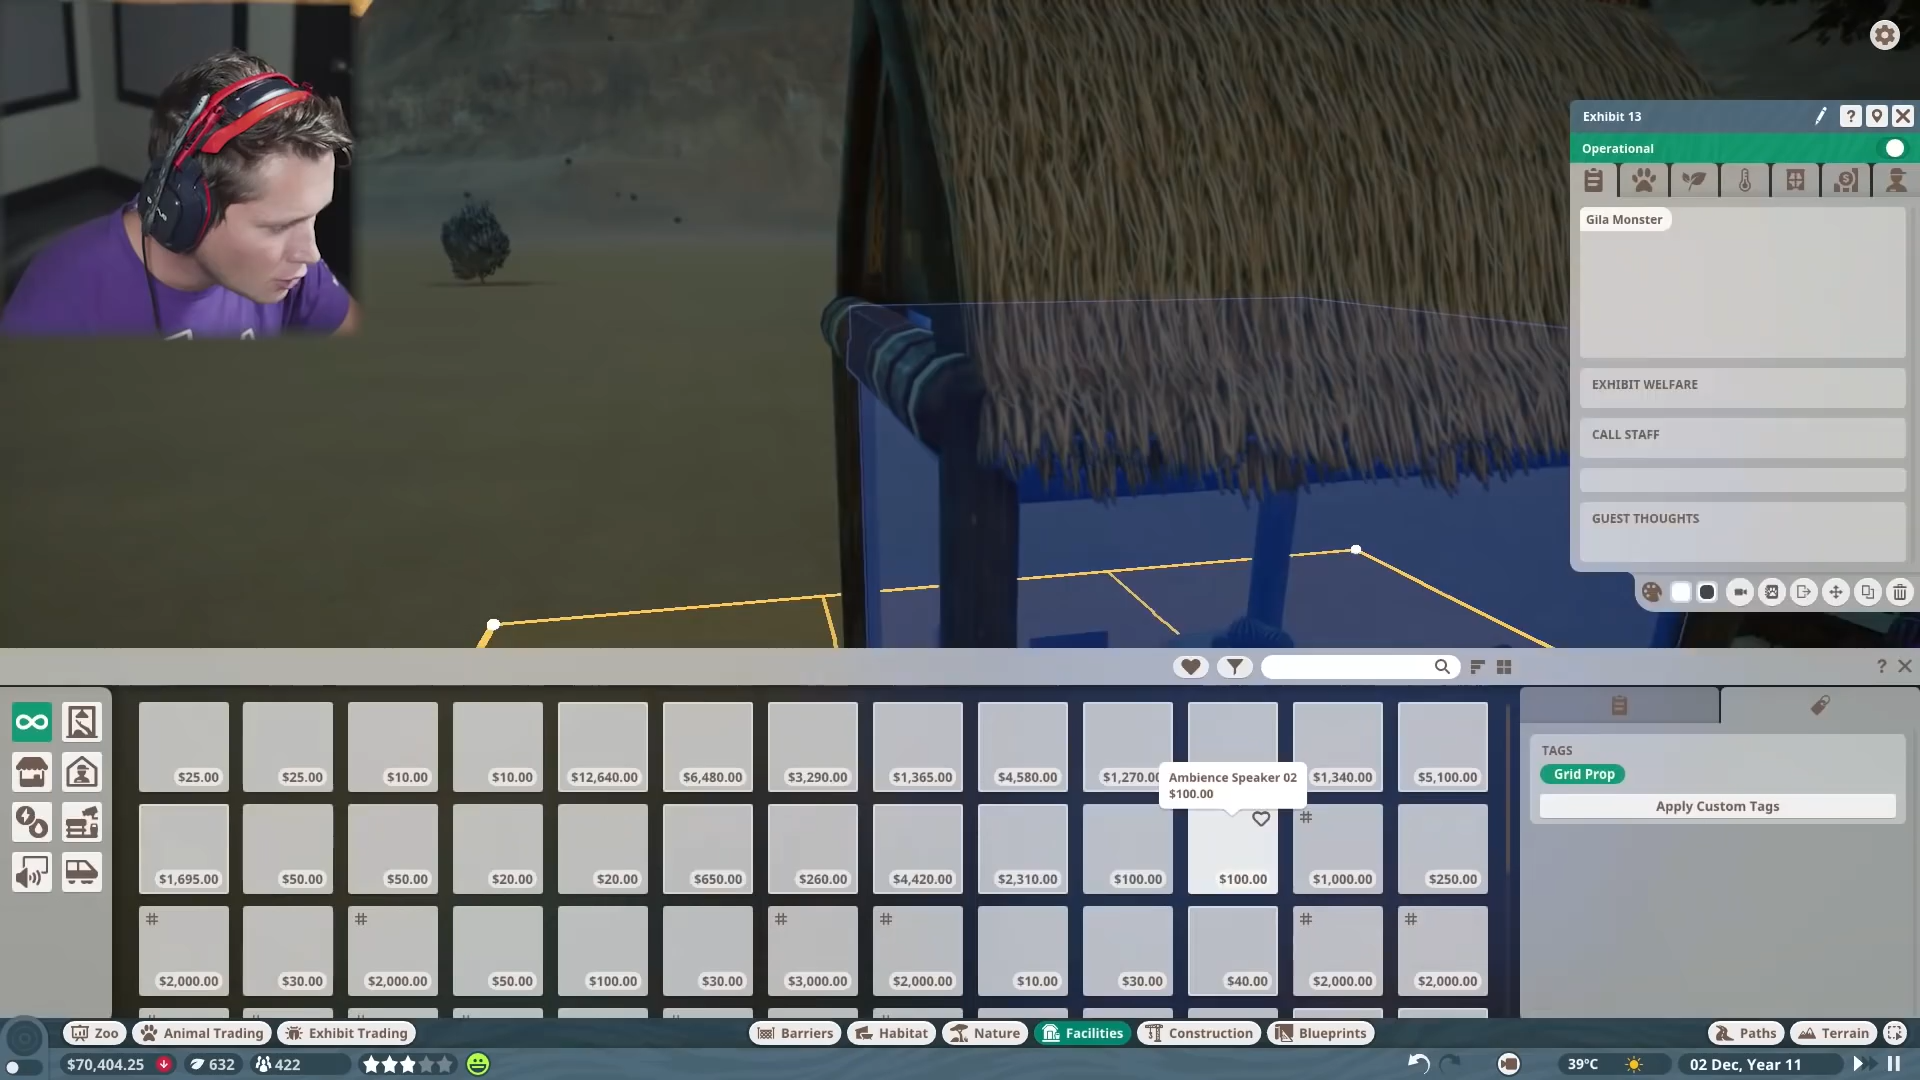 Exhibit 13
Operational
Gila Monster
EXHIBIT WELFARE
CALL STAFF
GUEST THOUGHTS
$25.00 $25.00 $10.00 $10.00 $12,640.00 $6,480.00 $3,290.00 $1,365.00 $4,580.00 $1,270.00 $1,340.00 $5,100.00
Ambience Speaker 02
$100.00
$1,695.00 $50.00 $50.00 $20.00 $20.00 $650.00 $260.00 $4,420.00 $2,310.00 $100.00 $100.00 $1,000.00 $250.00
$2,000.00 $30.00 $2,000.00 $50.00 $100.00 $30.00 $3,000.00 $2,000.00 $10.00 $30.00 $40.00 $2,000.00 $2,000.00
TAGS
Grid Prop
Apply Custom Tags
Zoo Animal Trading Exhibit Trading Barriers Habitat Nature Facilities Construction Blueprints Paths Terrain
$70,404.25 632 422 39°C 02 Dec, Year 11